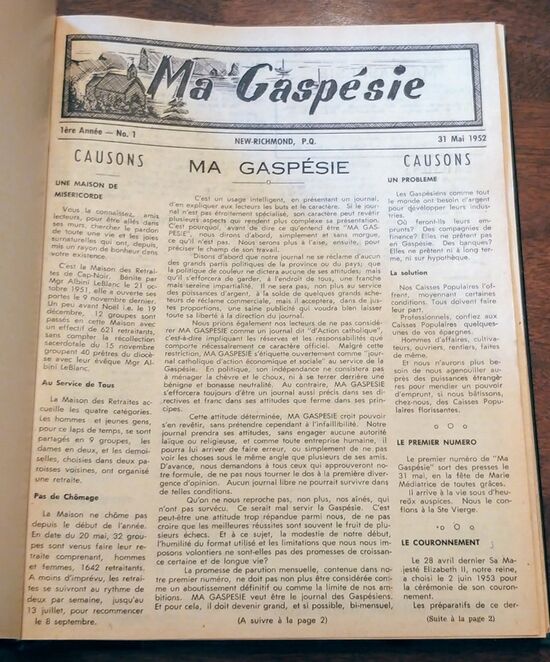 Ma Gaspésie
1ère Année — No. 1
NEW-RICHMOND, P.Q.
31 Mai 1952
CAUSONS
UNE MAISON DE
MISERICORDE
Vous la connaissez, amis
lecteurs, pour être allés dans
ses murs, chercher le pardon
de toute une vie et les joies
surnaturelles qui ont, depuis,
mis un rayon de bonheur dans
votre existence.
C'est la Maison des Retrai-
tes de Cap-Noir. Bénite par
Mgr Albini LeBlanc le 21 oc-
tobre 1951, elle a ouverte ses
portes le 9 novembre dernier.
Un peu avant Noël i.e. le 19
décembre, 12 groupes sont
passés en cette Maison avec
un effectif de 621 retraitants,
sans compter la récollection
sacerdotale du 15 novembre
groupant 40 prêtres du diocè-
se avec leur évêque Mgr Al-
bini LeBlanc.
Au Service de Tous
La Maison des Retraites ac-
cueille les quatre catégories.
Les hommes et jeunes gens,
pour ce laps de temps, se sont
partagés en 9 groupes, les
dames en deux, et les demoi-
selles, choisies dans deux pa-
roisses voisines, ont organisé
une retraite.
Pas de Chômage
La Maison ne chôme pas
depuis le début de l'année.
En date du 20 mai, 32 grou-
pes sont venus faire leur re-
traite comprenant, hommes
et femmes, 1642 retraitants.
A moins d'imprévu, les retrai-
tes se suivront au rythme de
deux par semaine, jusqu'au
13 juillet, pour recommencer
le 8 septembre.
MA GASPÉSIE
C'est un usage intelligent, en présentant un journal,
d'en expliquer aux lecteurs les buts et le caractère. Si le jour-
nal n'est pas étroitement spécialisé, son caractère peut revêtir
plusieurs aspects qui rendent plus complexe sa présentation.
C'est pourquoi, avant de dire ce qu'entend être "MA GAS-
PESIE", nous dirons d'abord, simplement et sans morgue,
ce qu'il n'est pas. Nous serons plus à l'aise, ensuite, pour
préciser le champ de son travail.
Disons d'abord que notre journal ne se réclame d'aucun
des grands partis politiques de la province ou du pays; que
la politique de couleur ne dictera aucune de ses attitudes; mais
qu'il s'efforcera de garder, à l'endroit de tous, une franche
mais sereine impartialité. Il ne sera pas, non plus au service
des puissances d'argent, à la solde de quelques grands ache-
teurs de réclame commerciale, mais il acceptera, dans de jus-
tes proportions, une saine publicité qui voudra bien laisser
toute sa liberté à la direction du journal.
Nous prions également nos lecteurs de ne pas considé-
rer MA GASPESIE comme un journal dit "d'Action catholique",
c'est-à-dire impliquant les réserves et les responsabilités que
comporte nécessairement ce caractère officiel. Malgré cette
restriction, MA GASPESIE s'étiquette ouvertement comme "jour-
nal catholique d'action économique et sociale" au service de la
Gaspésie. En politique, son indépendance ne consistera pas
à ménager la chèvre et le choux, ni à se terrer derrière une
bénigne et bonasse neutralité. Au contraire, MA GASPESIE
s'efforcera toujours d'être un journal aussi précis dans ses di-
rectives et franc dans ses attitudes que ferme dans ses prin-
cipes.
Cette attitude déterminée, MA GASPESIE croit pouvoir
s'en revêtir, sans prétendre cependant à l'infaillibilité. Notre
journal prendra ses attitudes, sans engager aucune autorité
laïque ou religieuse, et comme toute entreprise humaine, il
pourra lui arriver de faire erreur, ou simplement de ne pas
voir les choses sous le même angle que plusieurs de ses amis.
D'avance, nous demandons à tous ceux qui approuveront no-
tre formule, de ne pas nous tourner le dos à la première diver-
gence d'opinion. Aucun journal libre ne pourrait survivre dans
de telles conditions.
Qu'on ne nous reproche pas, non plus, nos aînés, qui
n'ont pas survécu. Ce serait mal servir la Gaspésie. C'est
peut-être une attitude trop répandue parmi nous, de ne pas
croire que les meilleures réussites sont souvent le fruit de plu-
sieurs échecs. Et à ce sujet, la modestie de notre début,
l'humilité du format utilisé et les limitations que nous nous im-
posons volontiers ne sont-elles pas des promesses de croissan-
ce certaine et de longue vie?
La promesse de parution mensuelle, contenue dans no-
tre premier numéro, ne doit pas non plus être considérée com-
me un aboutissement définitif ou comme la limite de nos am-
bitions. MA GASPESIE veut être le journal des Gaspésiens.
Et pour cela, il doit devenir grand, et si possible, bi-mensuel,
(A suivre à la page 2)
CAUSONS
UN PROBLEME
Les Gaspésiens comme tout
le monde ont besoin d'argent
pour développer leurs indus-
tries.
Où feront-ils leurs em-
prunts? Des compagnies de
finance? Elles ne prêtent pas
en Gaspésie. Des banques?
Elles ne prêtent ni à long ter-
me, ni sur hypothèque.
La solution
Nos Caisses Populaires l'of-
frent, moyennant certaines
conditions. Tous doivent faire
leur part.
Professionnels, confiez aux
Caisses Populaires quelques-
unes de vos épargnes.
Hommes d'affaires, culti-
vateurs, ouvriers, rentiers, faites
de même.
Et nous n'aurons plus be-
soin de nous agenouiller au-
près des puissances étrangè-
res pour mendier un pouvoir
d'emprunt, si nous bâtissons,
chez-nous, des Caisses Popu-
laires florissantes.
o O o
LE PREMIER NUMERO
Le premier numéro de "Ma
Gaspésie" sort des presses le
31 mai, en la fête de Marie
Médiatrice de toutes grâces.
Il arrive à la vie sous d'heu-
reux auspices. Nous le con-
fions à la Ste Vierge.
o O o
LE COURONNEMENT
Le 28 avril dernier Sa Ma-
jesté Elizabeth II, notre reine,
a choisi le 2 juin 1953 pour
la cérémonie de son couron-
nement.
Les préparatifs de ce der-
(Suite à la page 2)